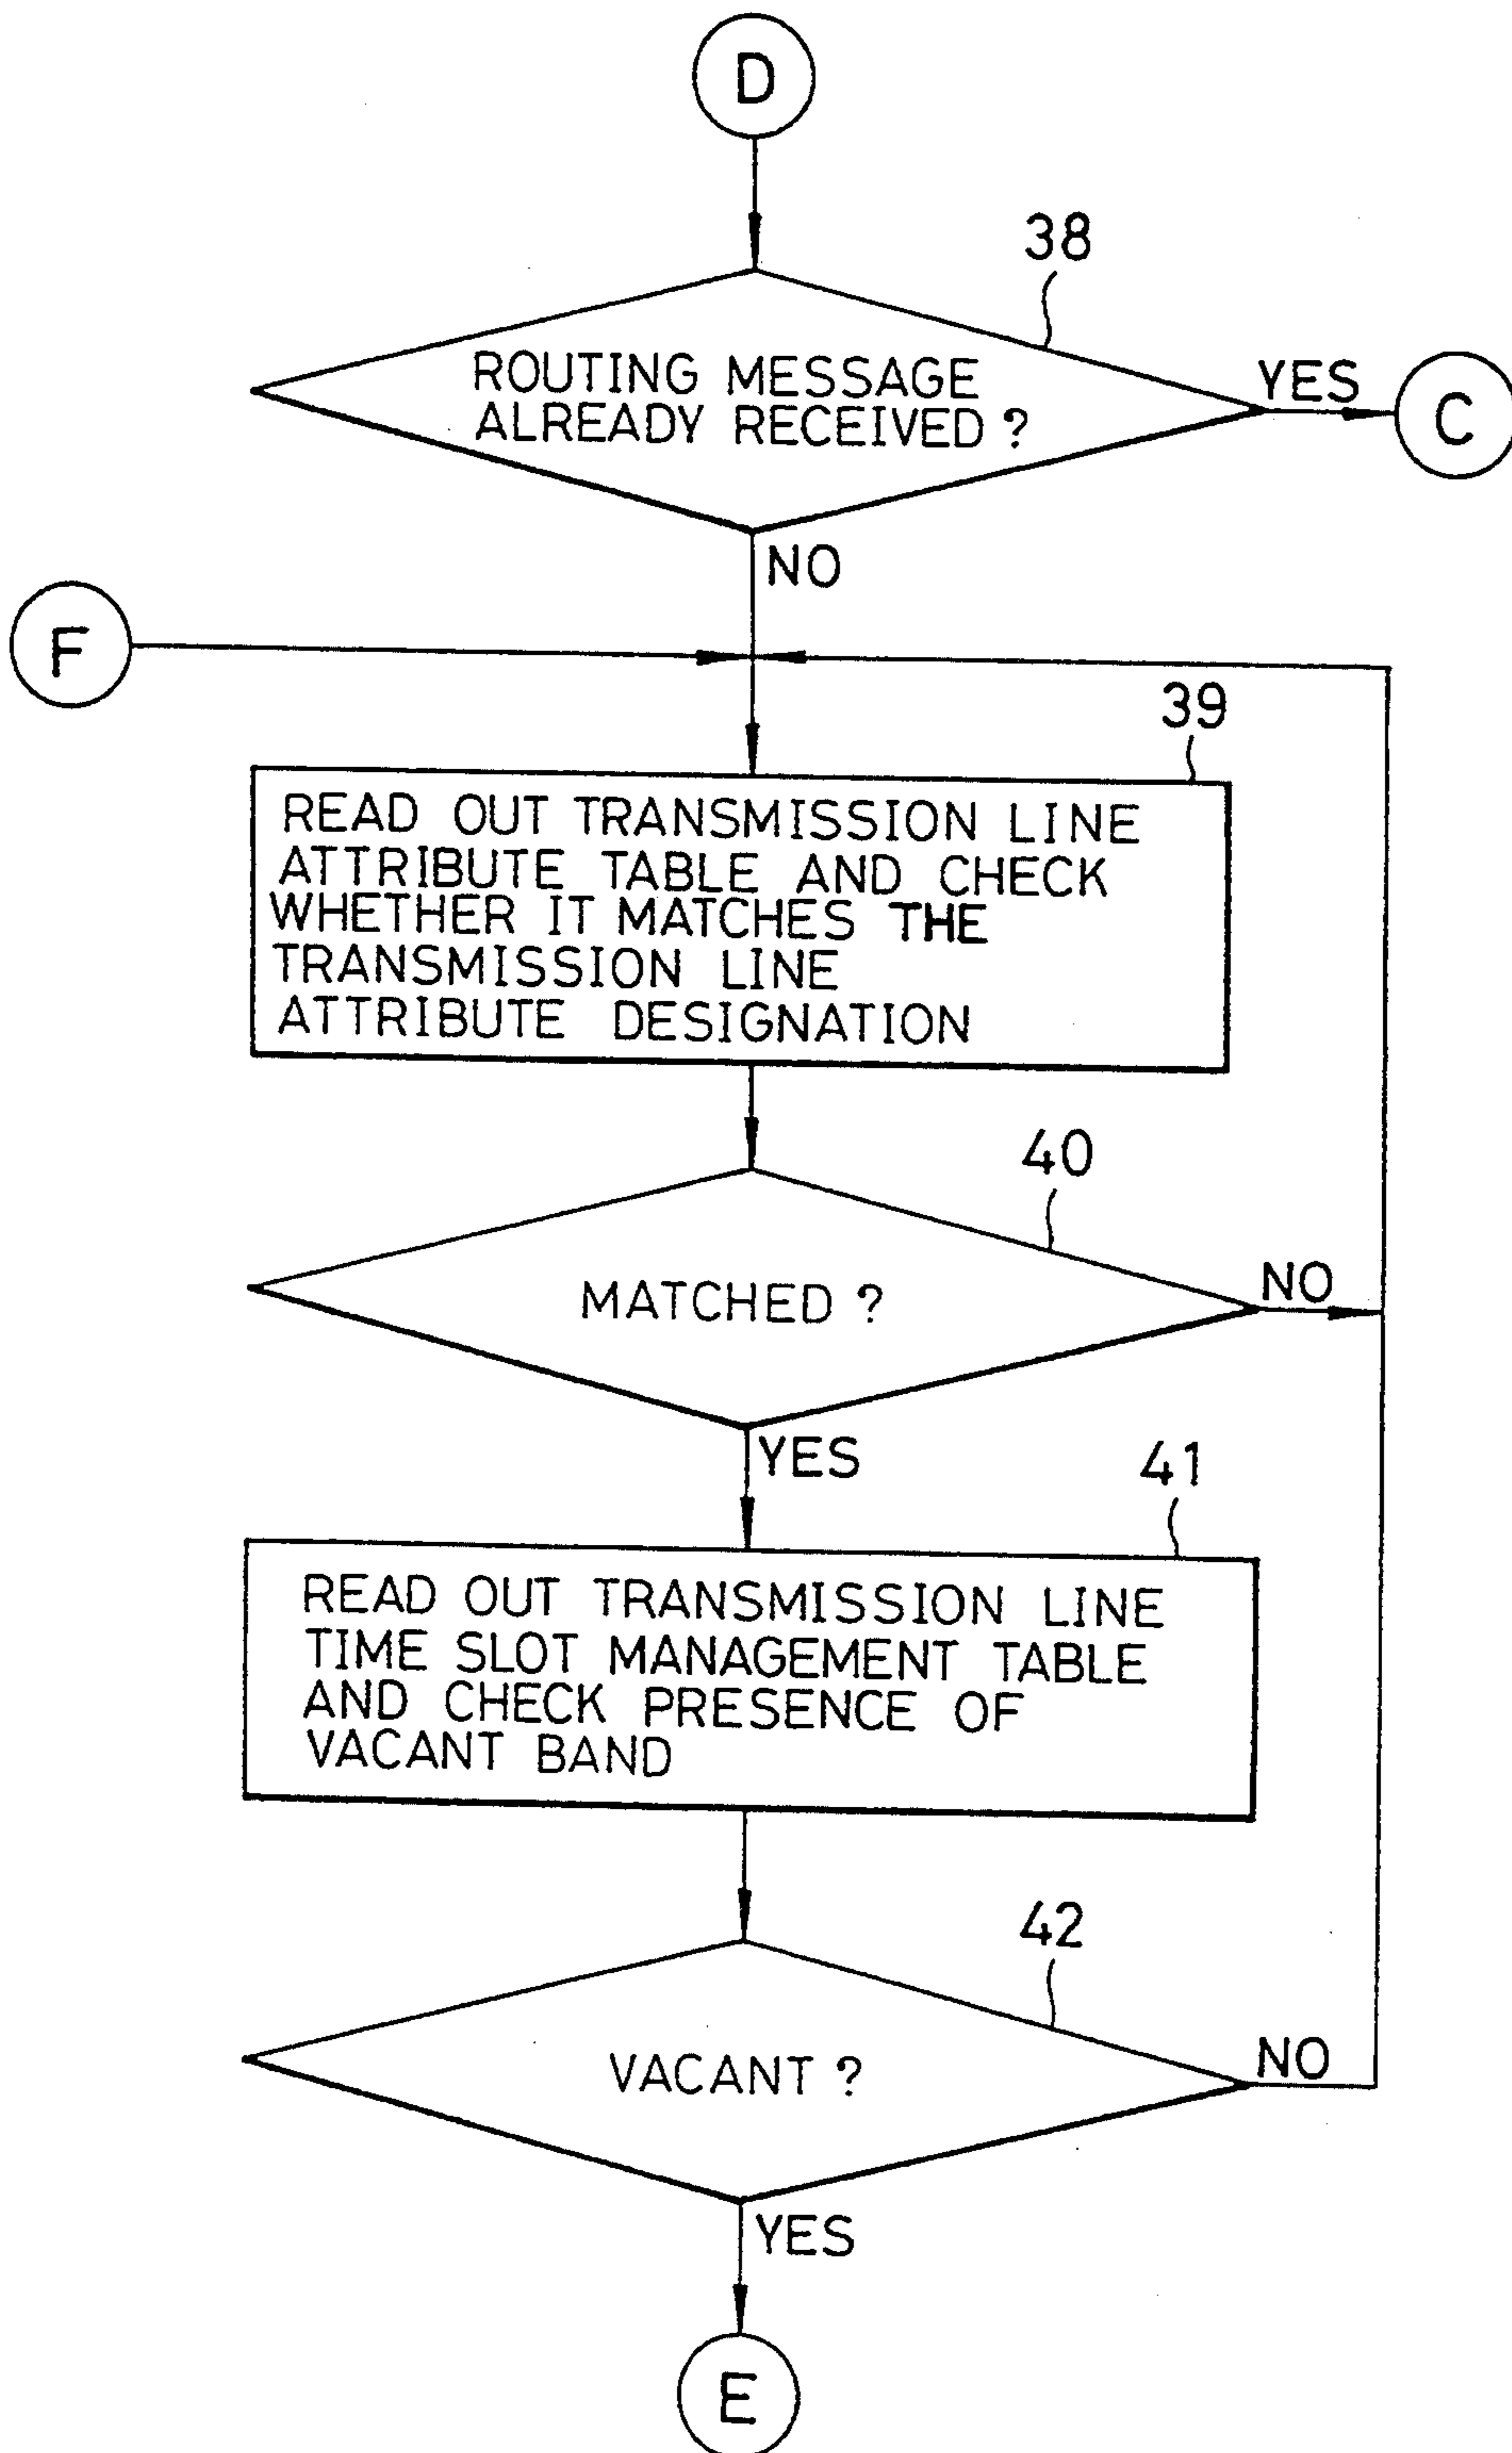 D
38
ROUTING MESSAGE
ALREADY RECEIVED ?
YES
C
NO
F
39
READ OUT TRANSMISSION LINE
ATTRIBUTE TABLE AND CHECK
WHETHER IT MATCHES THE
TRANSMISSION LINE
ATTRIBUTE DESIGNATION
40
MATCHED ?
NO
YES
41
READ OUT TRANSMISSION LINE
TIME SLOT MANAGEMENT TABLE
AND CHECK PRESENCE OF
VACANT BAND
42
VACANT ?
NO
YES
E